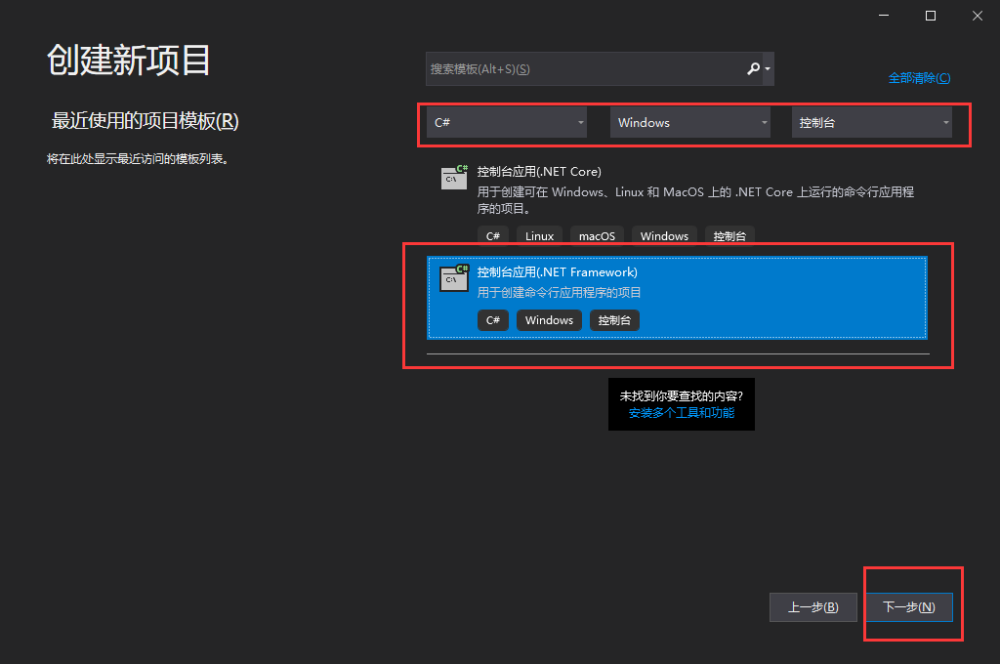 创建新项目
最近使用的项目模板(R)
将在此处显示最近访问的模板列表。
搜索模板(Alt+S)(S)
全部清除(C)
C# Windows 控制台
C# C:\
控制台应用(.NET Core)
用于创建可在 Windows、Linux 和 MacOS 上的 .NET Core 上运行的命令行应用程
序的项目。
C# Linux macOS Windows 控制台
C# C:\
控制台应用(.NET Framework)
用于创建命令行应用程序的项目
C# Windows 控制台
未找到你要查找的内容?
安装多个工具和功能
上一步(B) 下一步(N)